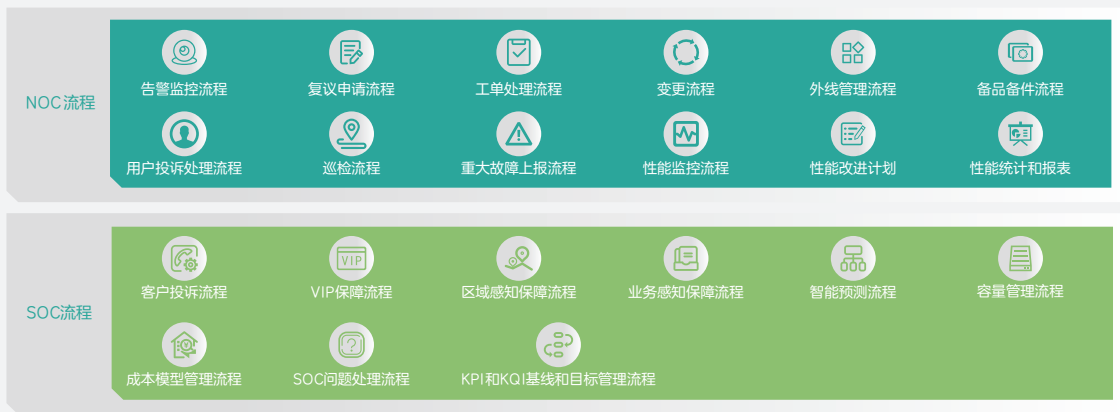 NOC流程
告警监控流程
复议申请流程
工单处理流程
变更流程
外线管理流程
备品备件流程
用户投诉处理流程
巡检流程
重大故障上报流程
性能监控流程
性能改进计划
性能统计和报表
SOC流程
客户投诉流程
VIP
VIP保障流程
区域感知保障流程
业务感知保障流程
智能预测流程
容量管理流程
成本模型管理流程
SOC问题处理流程
KPI和KQI基线和目标管理流程